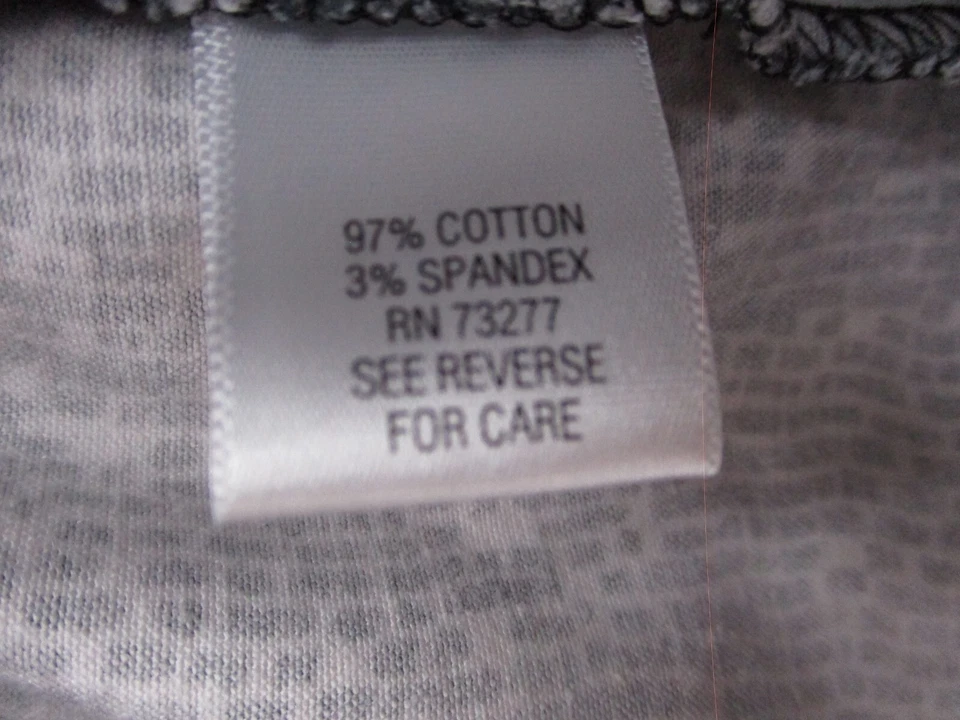 97% COTTON
3% SPANDEX
RN 73277
SEE REVERSE
FOR CARE